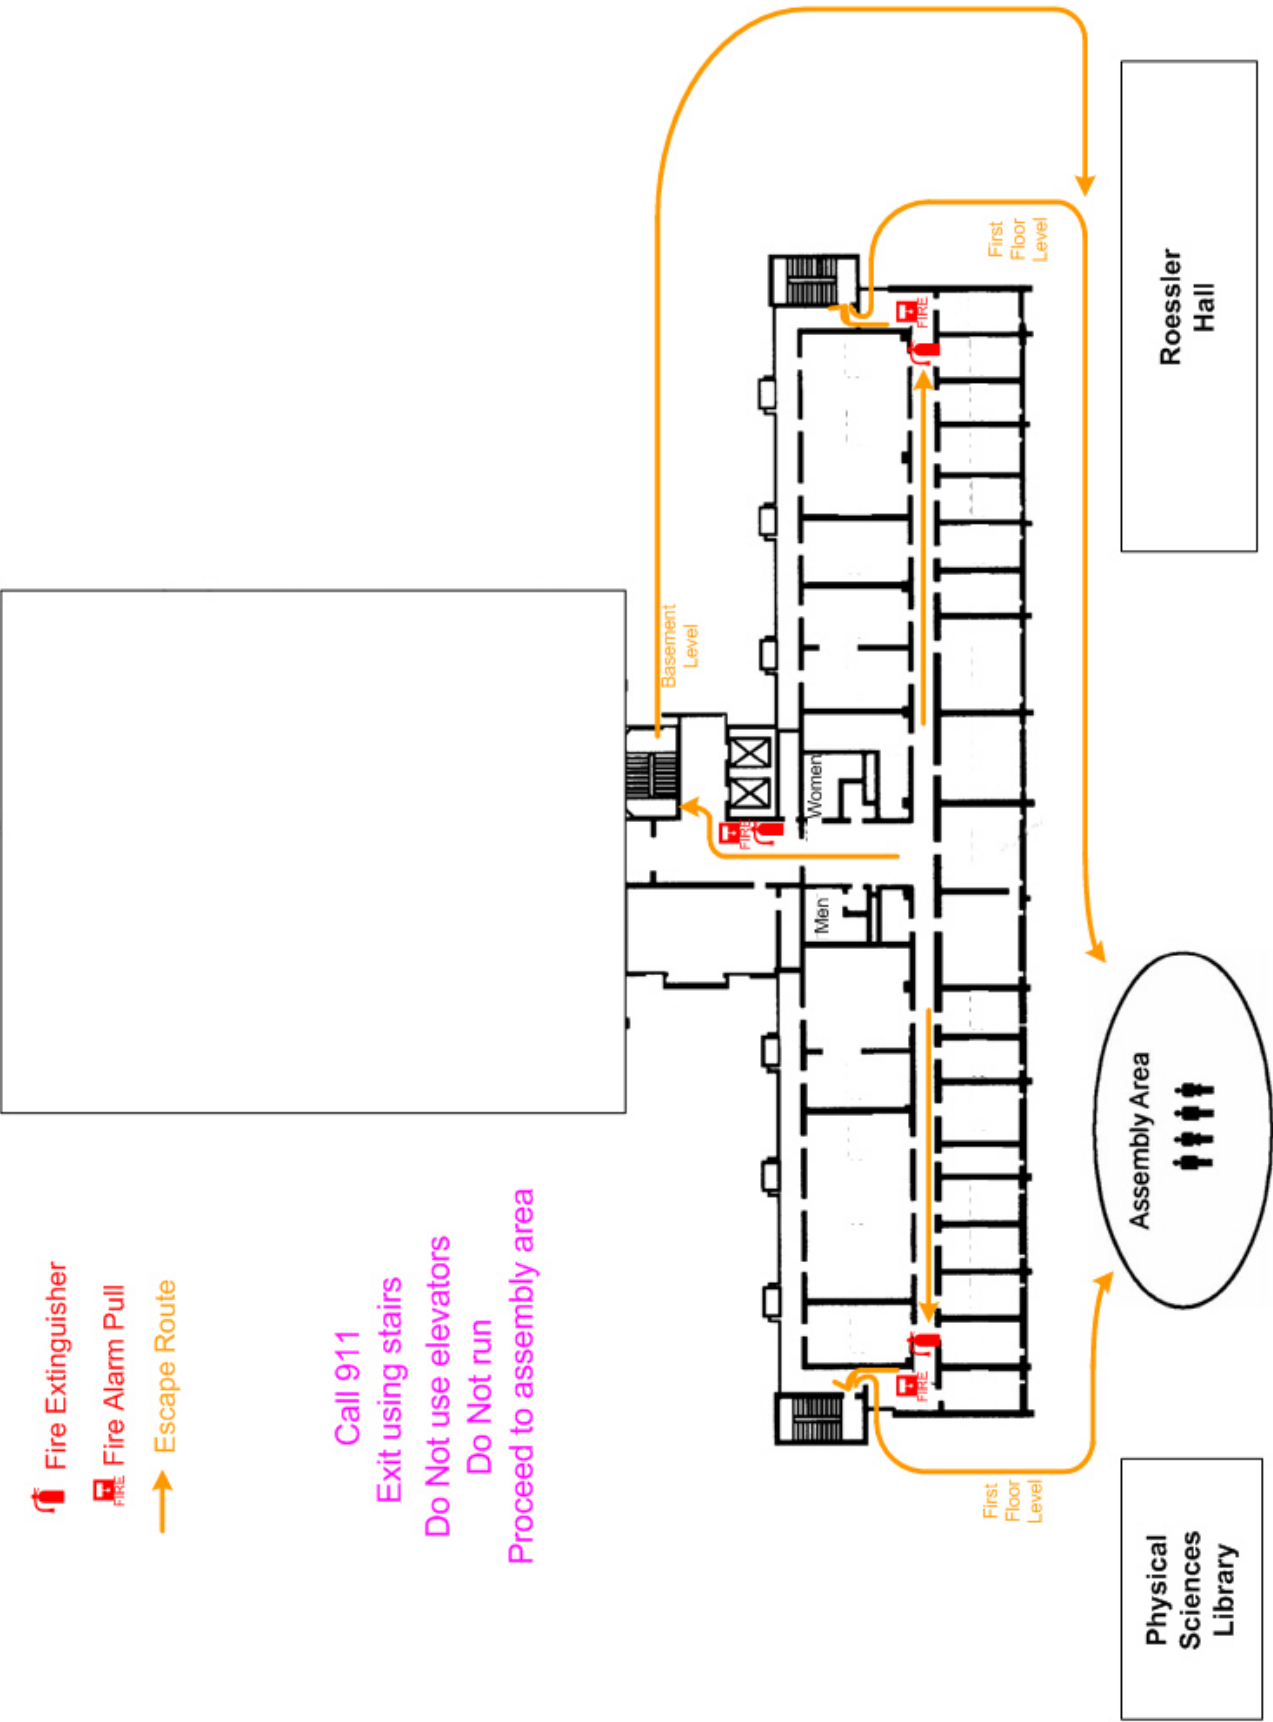 Fire Extinguisher
FIRE Fire Alarm Pull
Escape Route
Call 911
Exit using stairs
Do Not use elevators
Do Not run
Proceed to assembly area
Basement
Level
FIRE
Women
Men
FIRE
First
Floor
Level
FIRE
First
Floor
Level
Roessler
Hall
Assembly Area
Physical
Sciences
Library